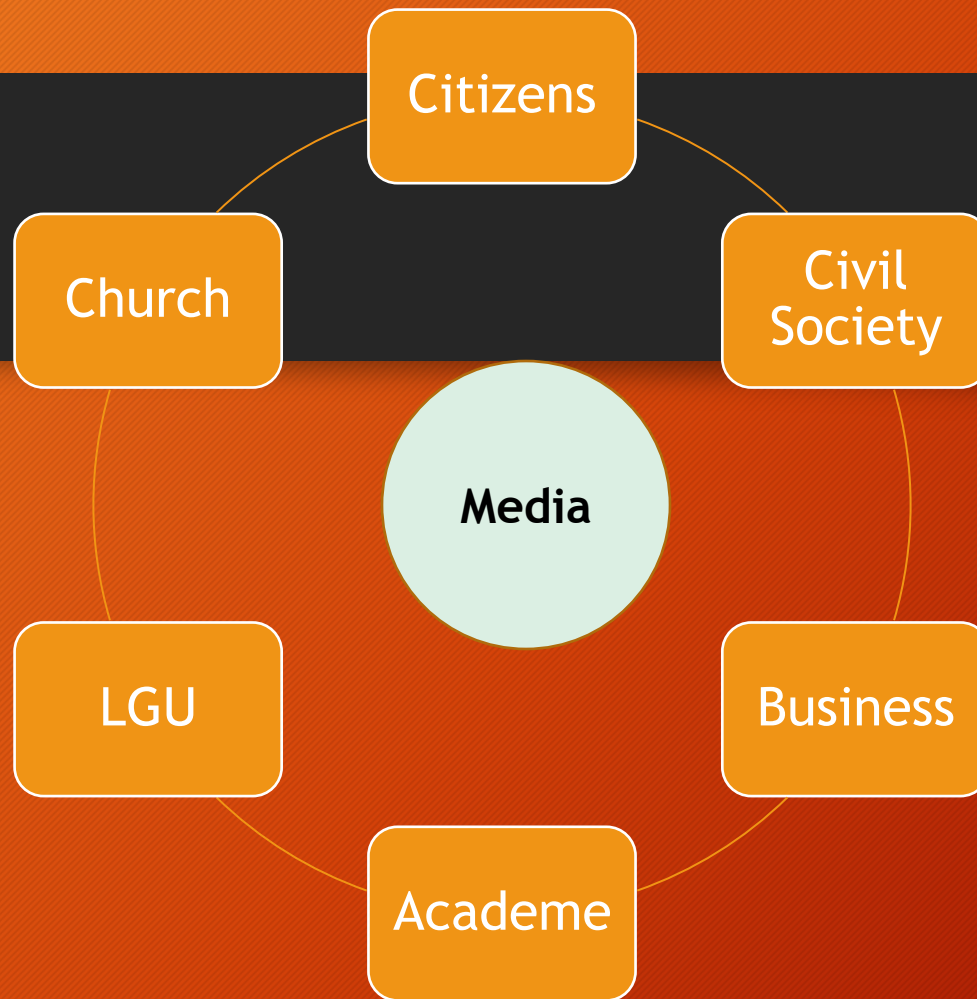 Citizens
Church
Civil
Society
Media
LGU
Business
Academe